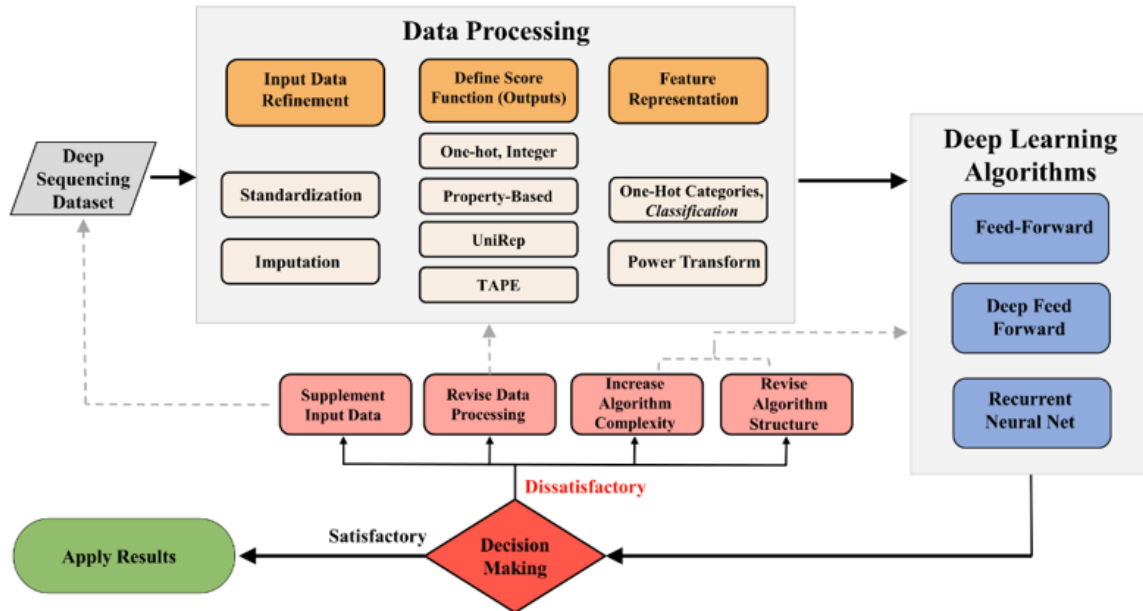 Data Processing
Input Data
Refinement
Define Score
Function (Outputs)
Feature
Representation
One-hot, Integer
Property-Based
UniRep
TAPE
Standardization
Imputation
One-Hot Categories,
Classification
Power Transform
Deep
Sequencing
Dataset
Deep Learning
Algorithms
Feed-Forward
Deep Feed
Forward
Recurrent
Neural Net
Supplement
Input Data
Revise Data
Processing
Increase
Algorithm
Complexity
Revise
Algorithm
Structure
Dissatisfactory
Satisfactory
Decision
Making
Apply Results